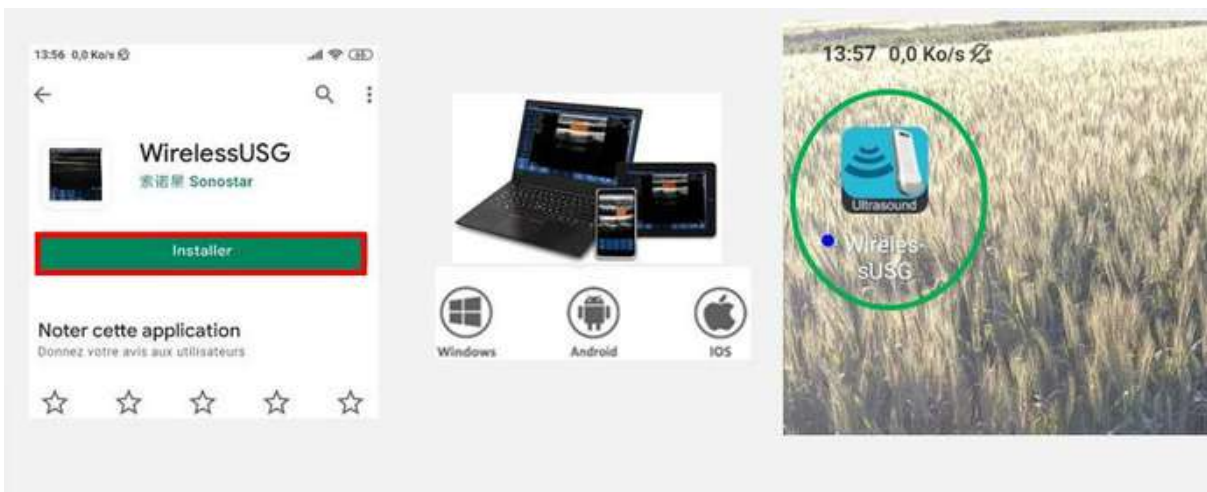 13:56 0,0 Ko/s
WirelessUSG
索诺星 Sonostar
Installer
Noter cette application
Donnez votre avis aux utilisateurs
Windows
Android
IOS
13:57 0,0 Ko/s
Ultrasound
Wireles-
sUSG